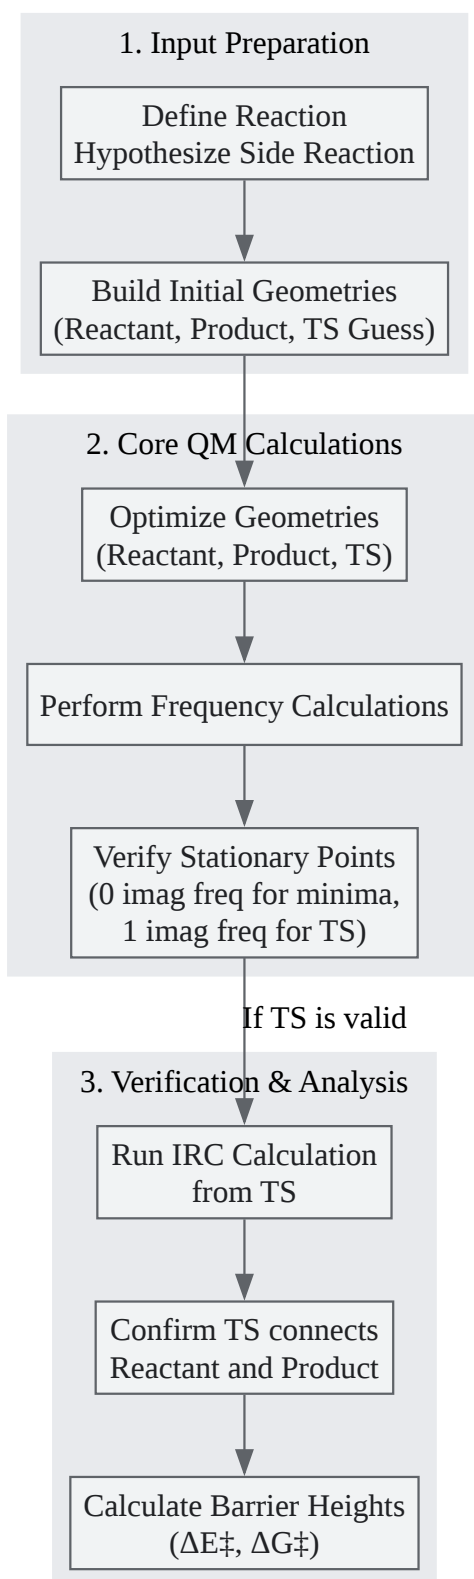 1. Input Preparation
Define Reaction
Hypothesize Side Reaction
Build Initial Geometries
(Reactant, Product, TS Guess)
2. Core QM Calculations
Optimize Geometries
(Reactant, Product, TS)
Perform Frequency Calculations
Verify Stationary Points
(0 imag freq for minima,
1 imag freq for TS)
If TS is valid
3. Verification & Analysis
Run IRC Calculation
from TS
Confirm TS connects
Reactant and Product
Calculate Barrier Heights
(ΔE‡, ΔG‡)